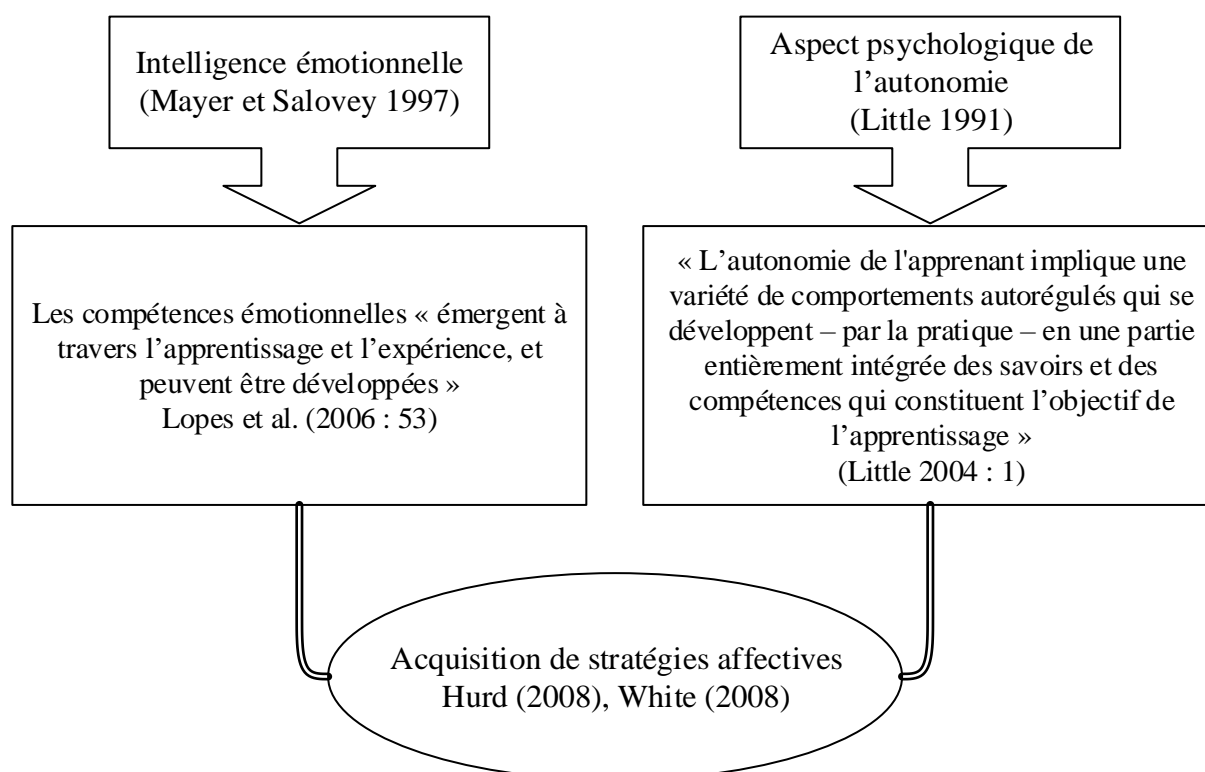 Intelligence émotionnelle
(Mayer et Salovey 1997)
Aspect psychologique de
l’autonomie
(Little 1991)
Les compétences émotionnelles « émergent à
travers l’apprentissage et l’expérience, et
peuvent être développées »
Lopes et al. (2006 : 53)
« L’autonomie de l'apprenant implique une
variété de comportements autorégulés qui se
développent – par la pratique – en une partie
entièrement intégrée des savoirs et des
compétences qui constituent l’objectif de
l’apprentissage »
(Little 2004 : 1)
Acquisition de stratégies affectives
Hurd (2008), White (2008)